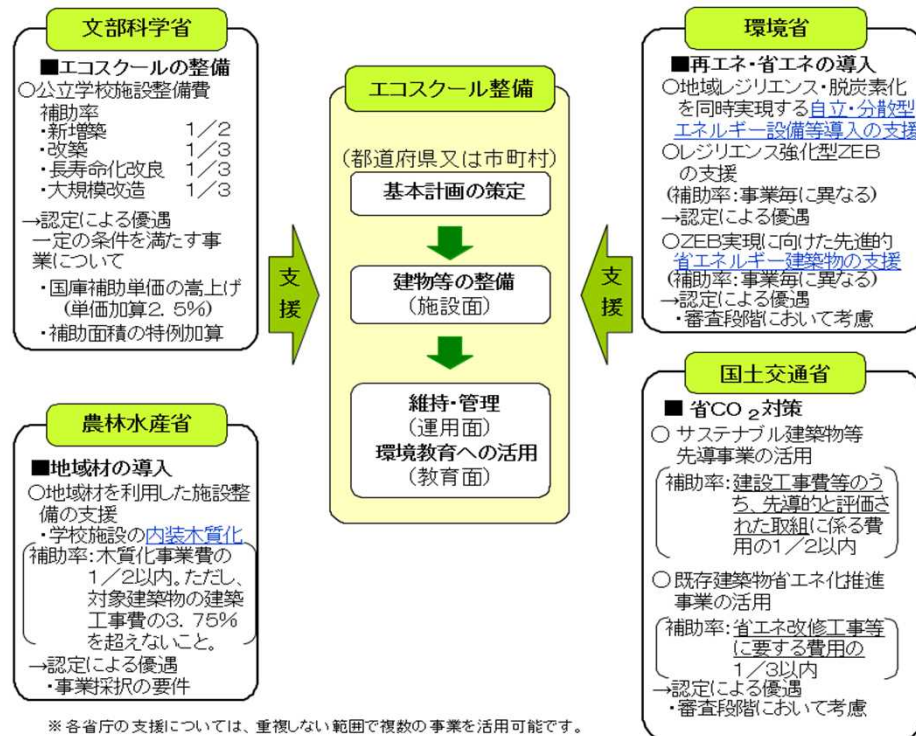 文部科学省
■エコスクールの整備
○公立学校施設整備費
補助率
・新増築 1/2
・改築 1/3
・長寿命化改良 1/3
・大規模改造 1/3
→認定による優遇
一定の条件を満たす事
業について
・国庫補助単価の嵩上げ
(単価加算2.5%)
・補助面積の特例加算
支援
農林水産省
■地域材の導入
○地域材を利用した施設整
備の支援
・学校施設の内装木質化
補助率:木質化事業費の
1/2以内。ただし、
対象建築物の建築
工事費の3.75%
を超えないこと。
→認定による優遇
・事業採択の要件
エコスクール整備
(都道府県又は市町村)
基本計画の策定
建物等の整備
(施設面)
維持・管理
(運用面)
環境教育への活用
(教育面)
支援
環境省
■再エネ・省エネの導入
○地域レジリエンス・脱炭素化
を同時実現する自立・分散型
エネルギー設備等導入の支援
○レジリエンス強化型ZEB
の支援
(補助率:事業毎に異なる)
→認定による優遇
○ZEB実現に向けた先進的
省エネルギー建築物の支援
(補助率:事業毎に異なる)
→認定による優遇
・審査段階において考慮
国土交通省
■ 省CO2対策
○ サステナブル建築物等
先導事業の活用
補助率:建設工事費等のう
ち、先導的と評価さ
れた取組に係る費
用の1/2以内
○ 既存建築物省エネ化推進
事業の活用
補助率:省エネ改修工事等
に要する費用の
1/3以内
→認定による優遇
・審査段階において考慮
※各省庁の支援については、重複しない範囲で複数の事業を活用可能です。